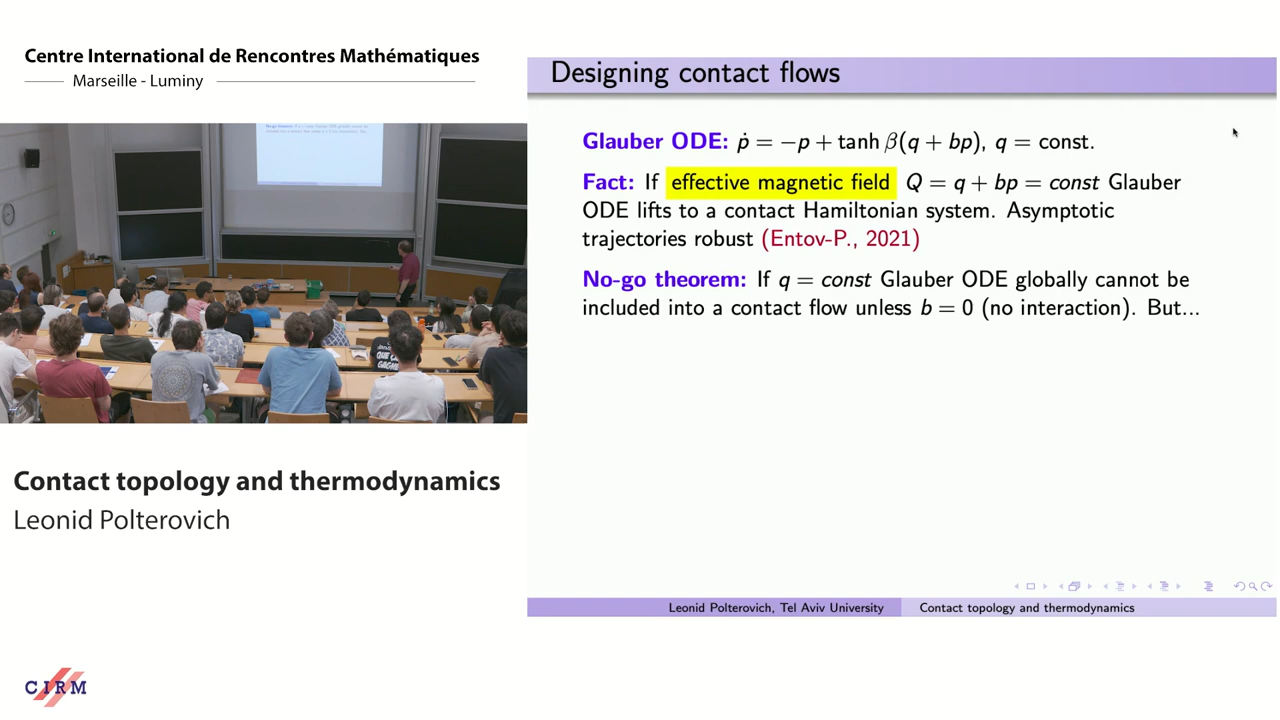 Centre International de Rencontres Mathématiques
Marseille - Luminy
Designing contact flows
Glauber ODE: ṗ = −p + tanh β(q + bp), q = const.
Fact: If effective magnetic field Q = q + bp = const Glauber
ODE lifts to a contact Hamiltonian system. Asymptotic
trajectories robust (Entov-P., 2021)
No-go theorem: If q = const Glauber ODE globally cannot be
included into a contact flow unless b = 0 (no interaction). But...
Contact topology and thermodynamics
Leonid Polterovich
Leonid Polterovich, Tel Aviv University
Contact topology and thermodynamics
CIRM